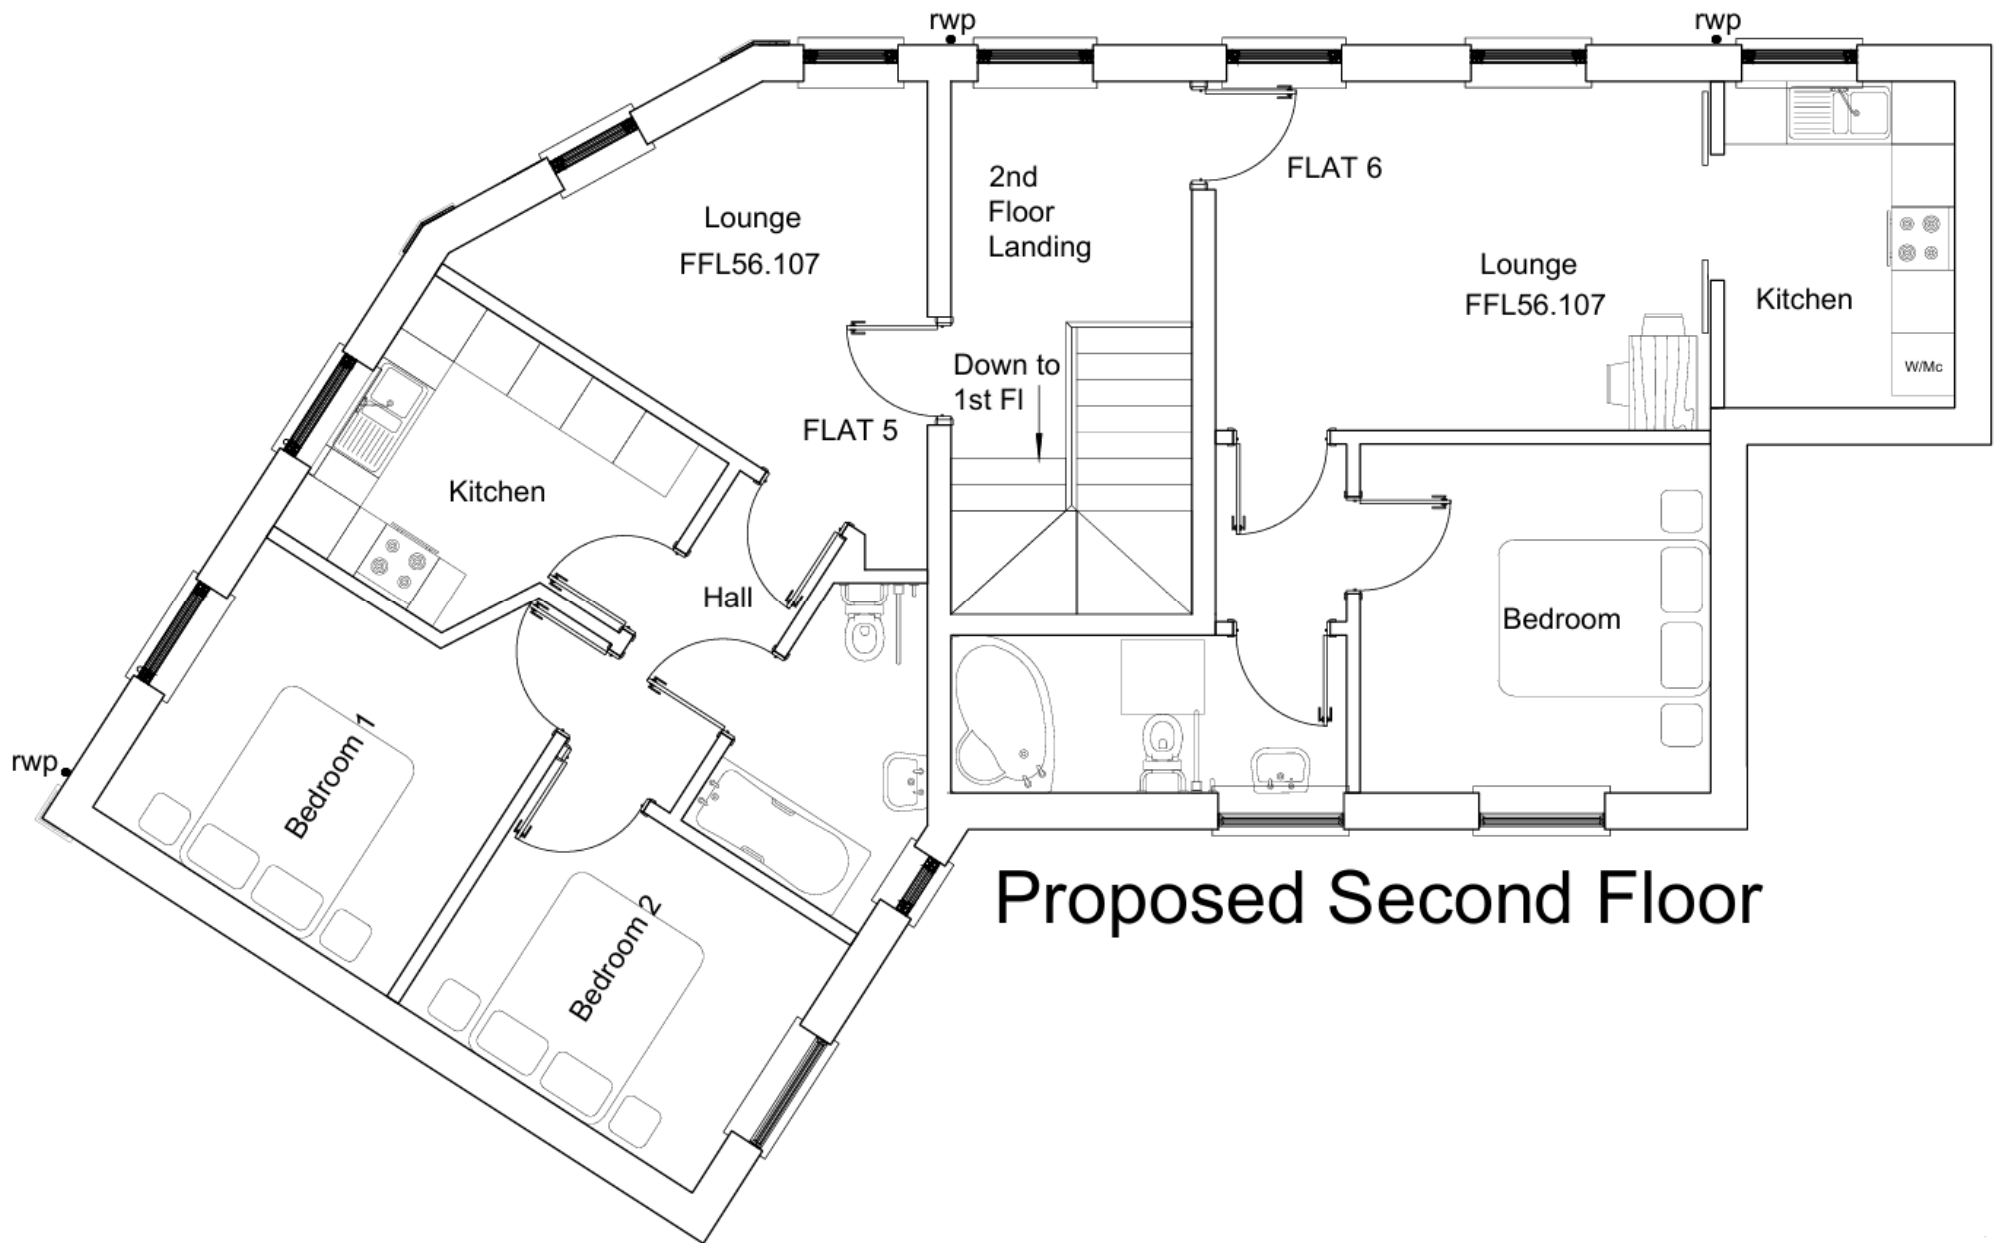 rwp
rwp
2nd
Floor
Landing
FLAT 6
Lounge
FFL56.107
Lounge
FFL56.107
Kitchen
Down to
1st Fl
W/Mc
FLAT 5
Kitchen
Hall
Bedroom
Bedroom 1
rwp
Bedroom 2
Proposed Second Floor